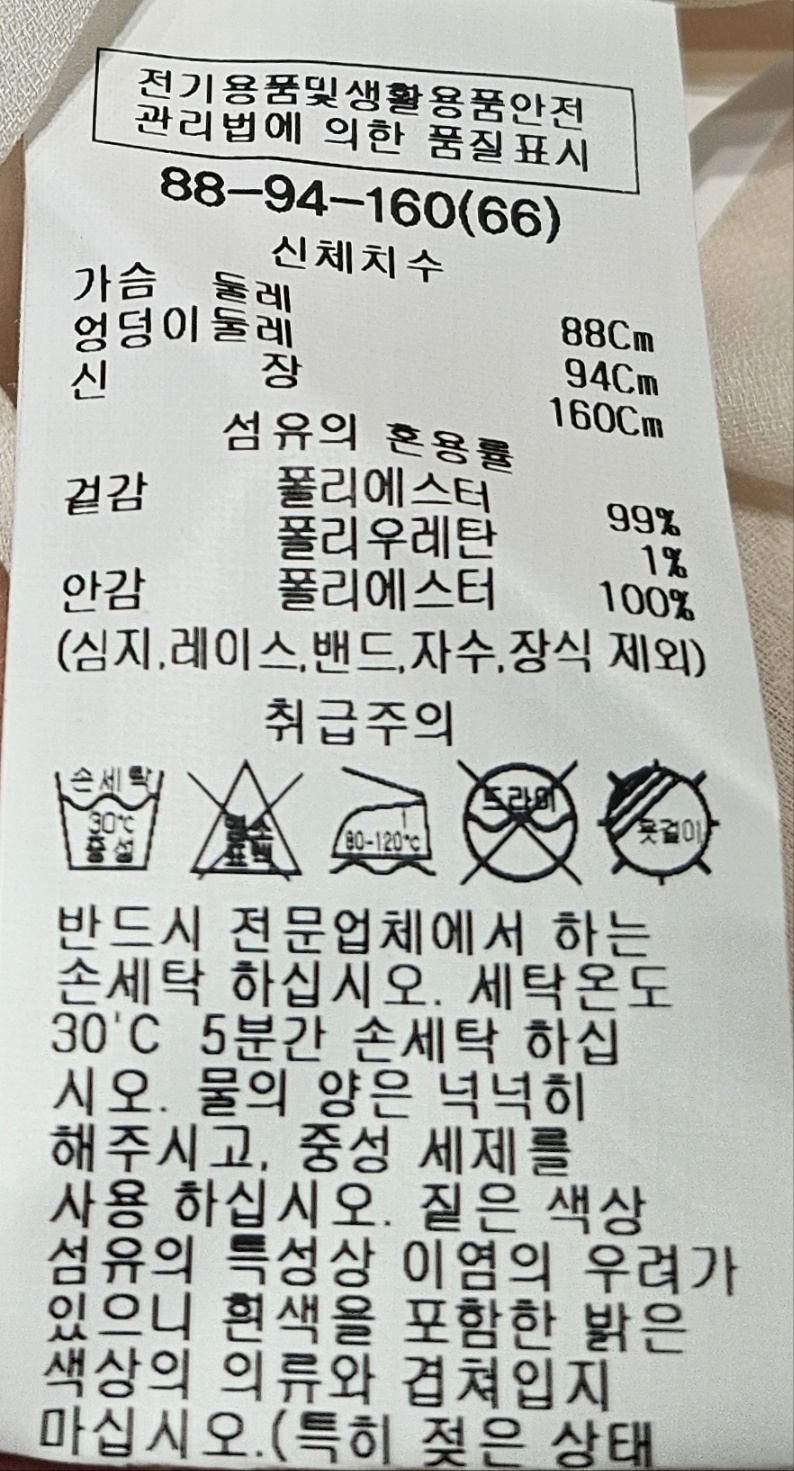 전기용품및생활용품안전
관리법에 의한 품질표시
88-94-160(66)
신체치수
가슴 둘레 88Cm
엉덩이둘레 94Cm
신 장 160Cm
섬유의 혼용률
겉감 폴리에스터 99%
폴리우레탄 1%
안감 폴리에스터 100%
(심지,레이스,밴드,자수,장식 제외)
취급주의
손세탁 30℃ 중성
염소 표백
80-120℃
드라이
옷걸이
반드시 전문업체에서 하는
손세탁 하십시오. 세탁온도
30'C 5분간 손세탁 하십
시오. 물의 양은 넉넉히
해주시고, 중성 세제를
사용 하십시오. 짙은 색상
섬유의 특성상 이염의 우려가
있으니 흰색을 포함한 밝은
색상의 의류와 겹쳐입지
마십시오.(특히 젖은 상태